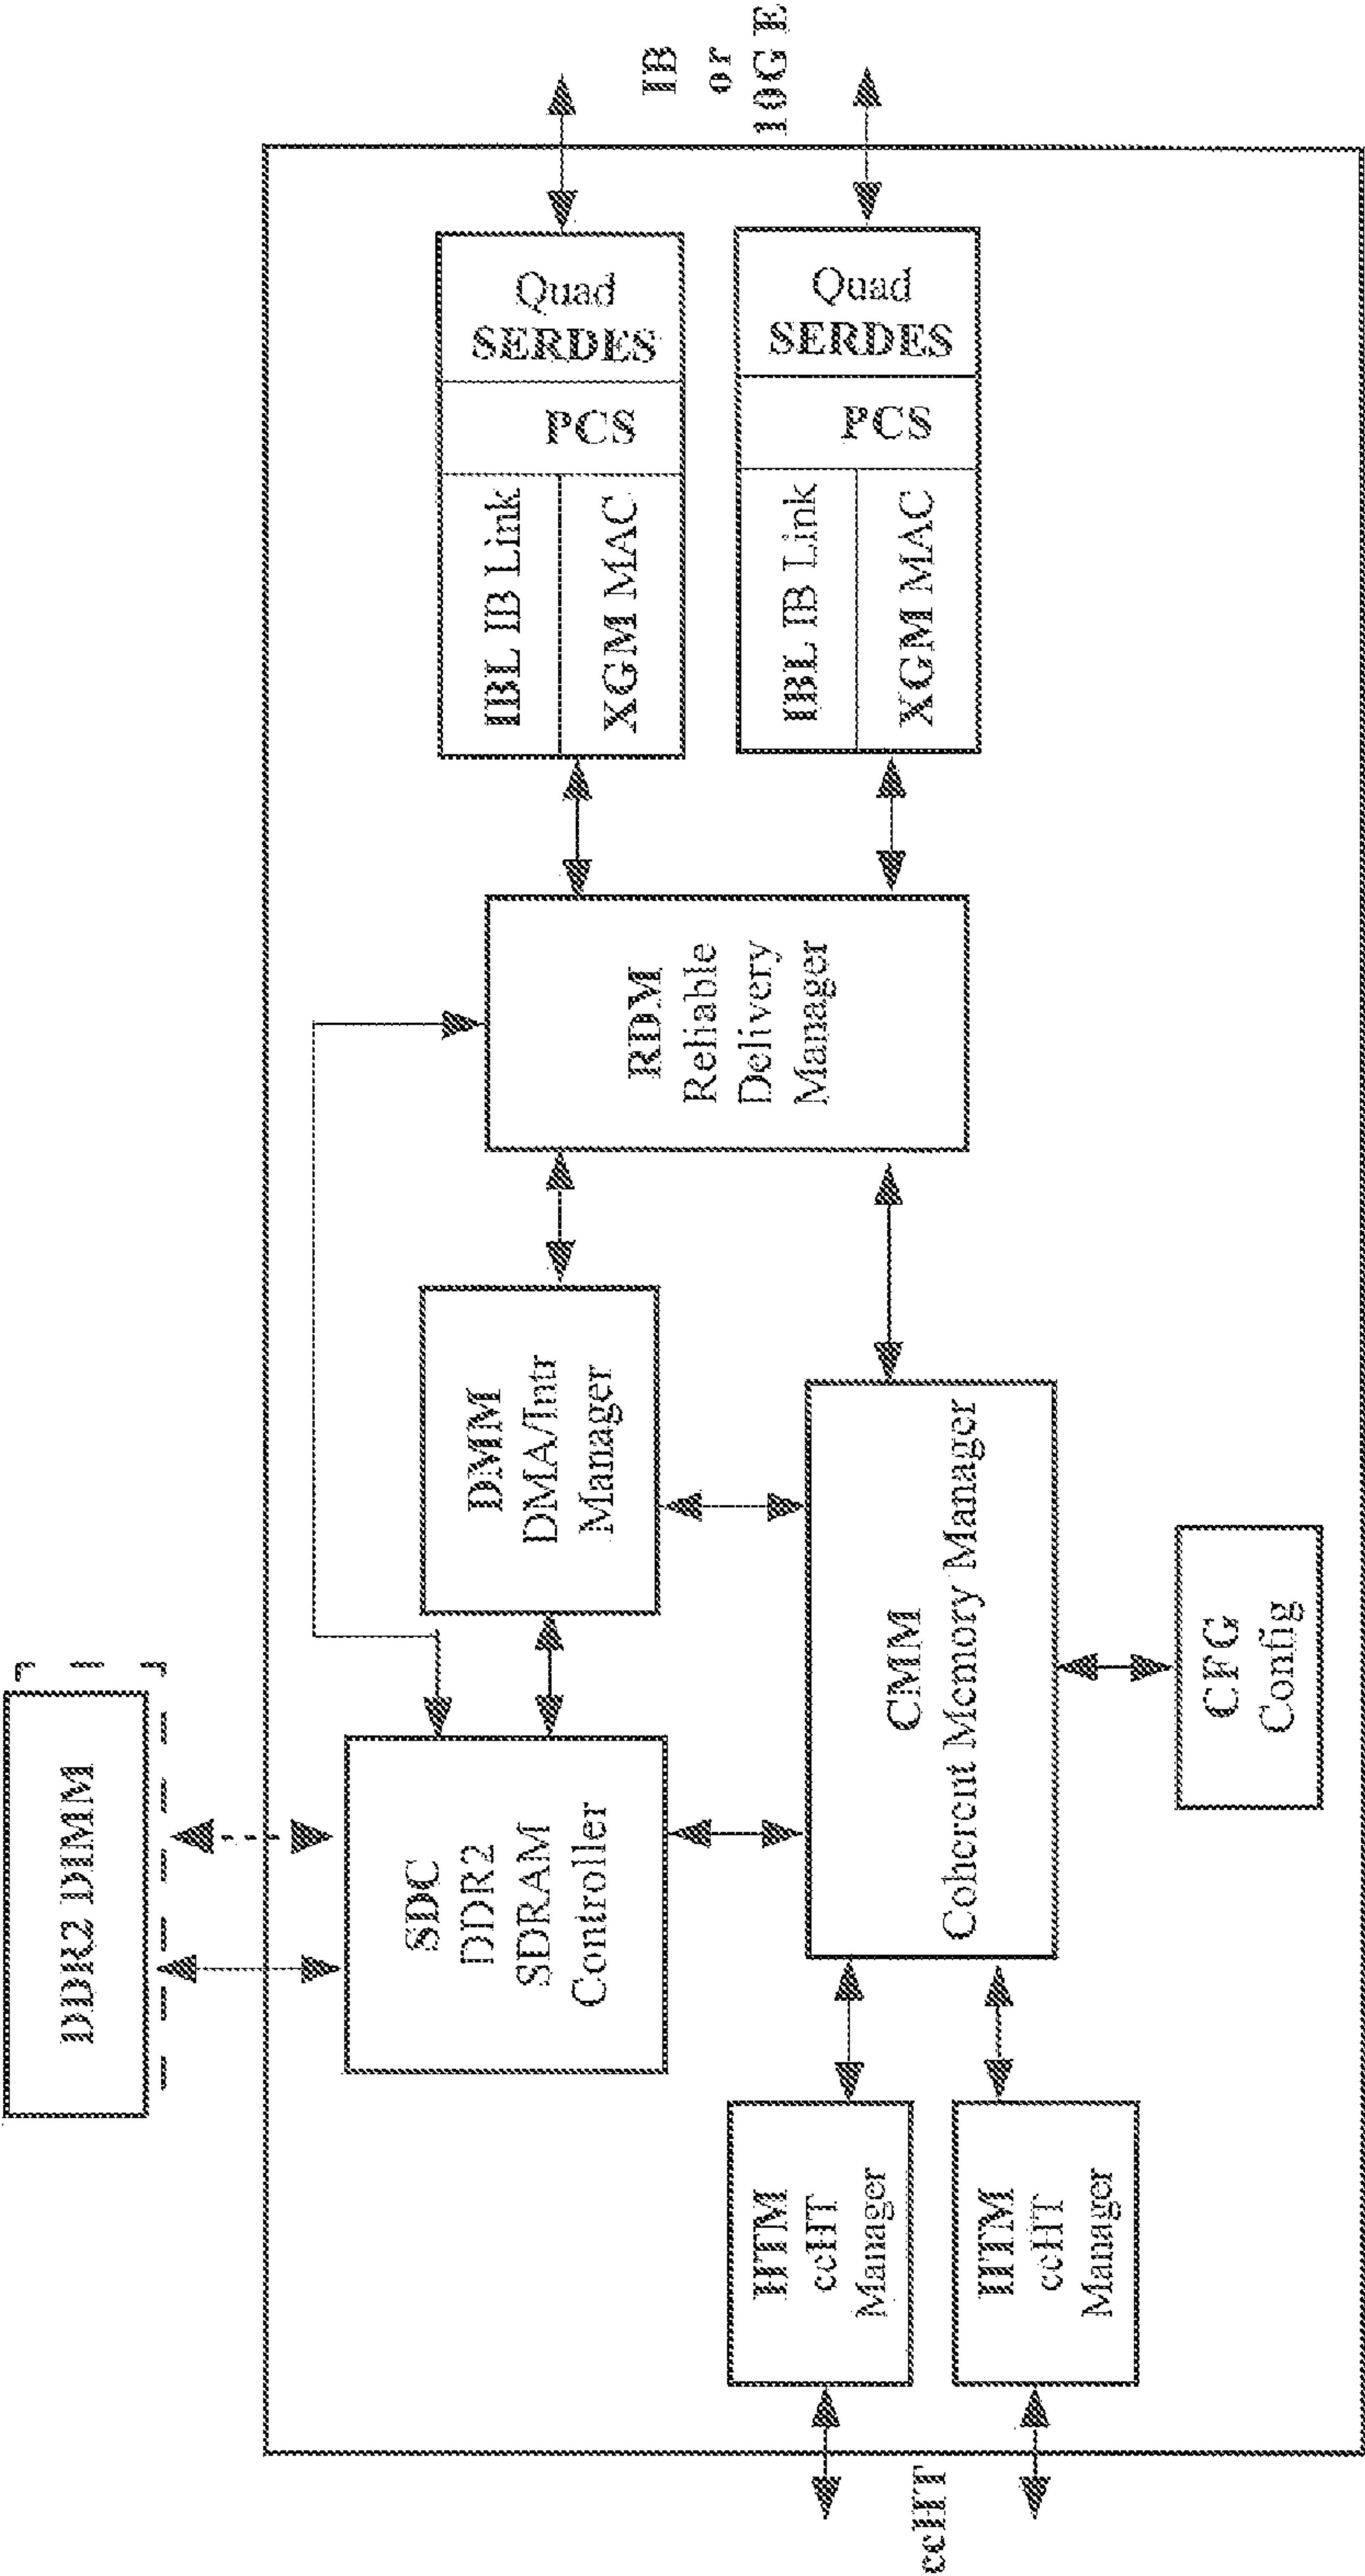 DDR2 DIMM
SDC
DDR2
SDRAM
Controller
DMM
DMA/Intr
Manager
HTM
ccHT
Manager
HTM
ccHT
Manager
ccHT
CMM
Coherent Memory Manager
CFG
Config
RDM
Reliable
Delivery
Manager
IBL IB Link
XGM MAC
PCS
Quad
SERDES
IBL IB Link
XGM MAC
PCS
Quad
SERDES
IB
or
10G E